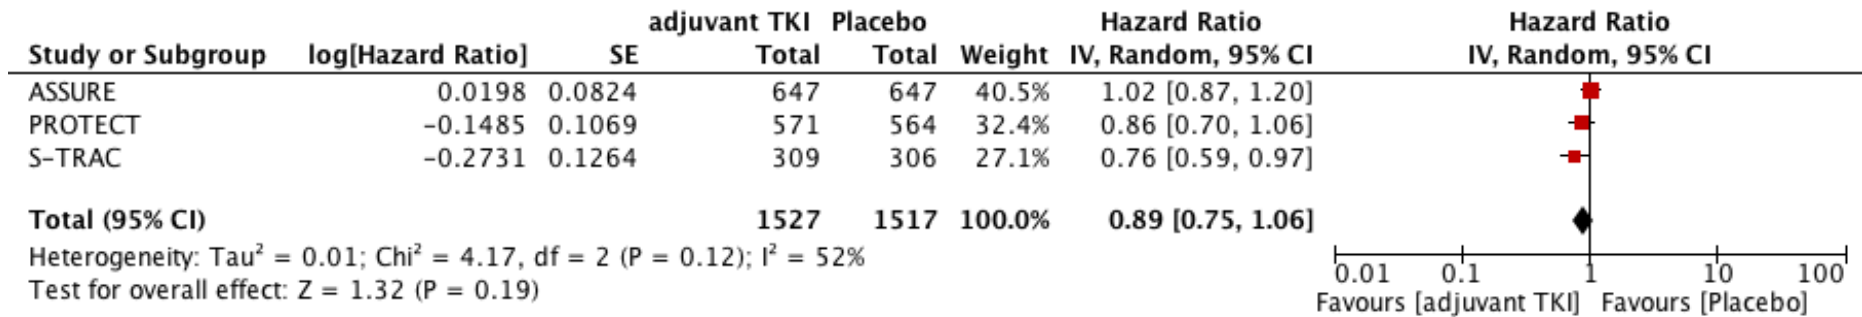 adjuvant TKI Placebo Hazard Ratio Hazard Ratio
Study or Subgroup log[Hazard Ratio] SE Total Total Weight IV, Random, 95% CI IV, Random, 95% CI
ASSURE 0.0198 0.0824 647 647 40.5% 1.02 [0.87, 1.20]
PROTECT −0.1485 0.1069 571 564 32.4% 0.86 [0.70, 1.06]
S−TRAC −0.2731 0.1264 309 306 27.1% 0.76 [0.59, 0.97]
Total (95% CI) 1527 1517 100.0% 0.89 [0.75, 1.06]
Heterogeneity: Tau² = 0.01; Chi² = 4.17, df = 2 (P = 0.12); I² = 52%
Test for overall effect: Z = 1.32 (P = 0.19)
0.01 0.1 1 10 100
Favours [adjuvant TKI] Favours [Placebo]